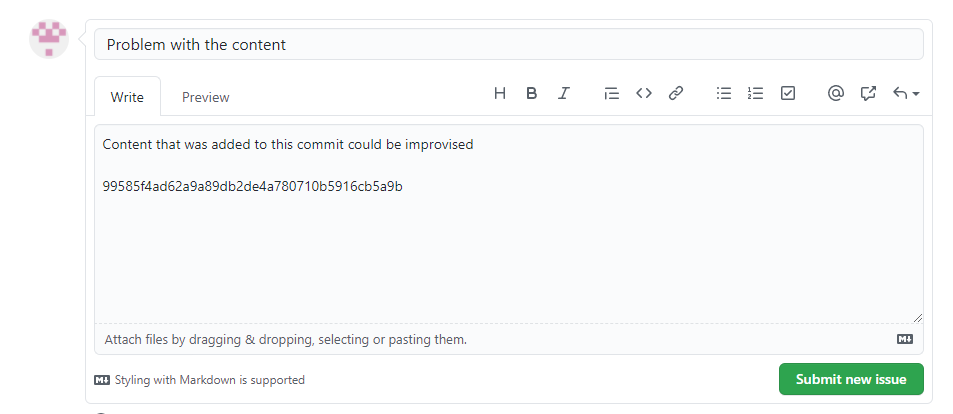 Problem with the content
Write Preview
Content that was added to this commit could be improvised
99585f4ad62a9a89db2de4a780710b5916cb5a9b
Attach files by dragging & dropping, selecting or pasting them.
Styling with Markdown is supported
Submit new issue